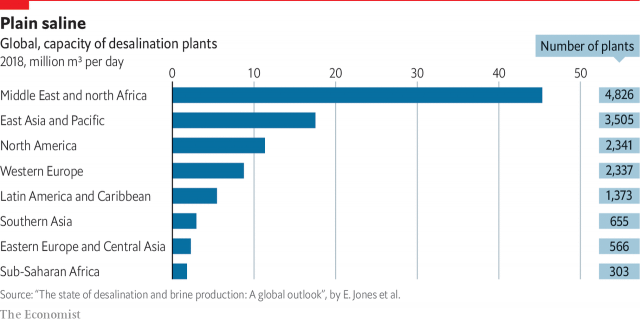 Plain saline
Global, capacity of desalination plants
2018, million m³ per day
Number of plants
0 10 20 30 40 50
Middle East and north Africa 4,826
East Asia and Pacific 3,505
North America 2,341
Western Europe 2,337
Latin America and Caribbean 1,373
Southern Asia 655
Eastern Europe and Central Asia 566
Sub-Saharan Africa 303
Source: “The state of desalination and brine production: A global outlook”, by E. Jones et al.
The Economist